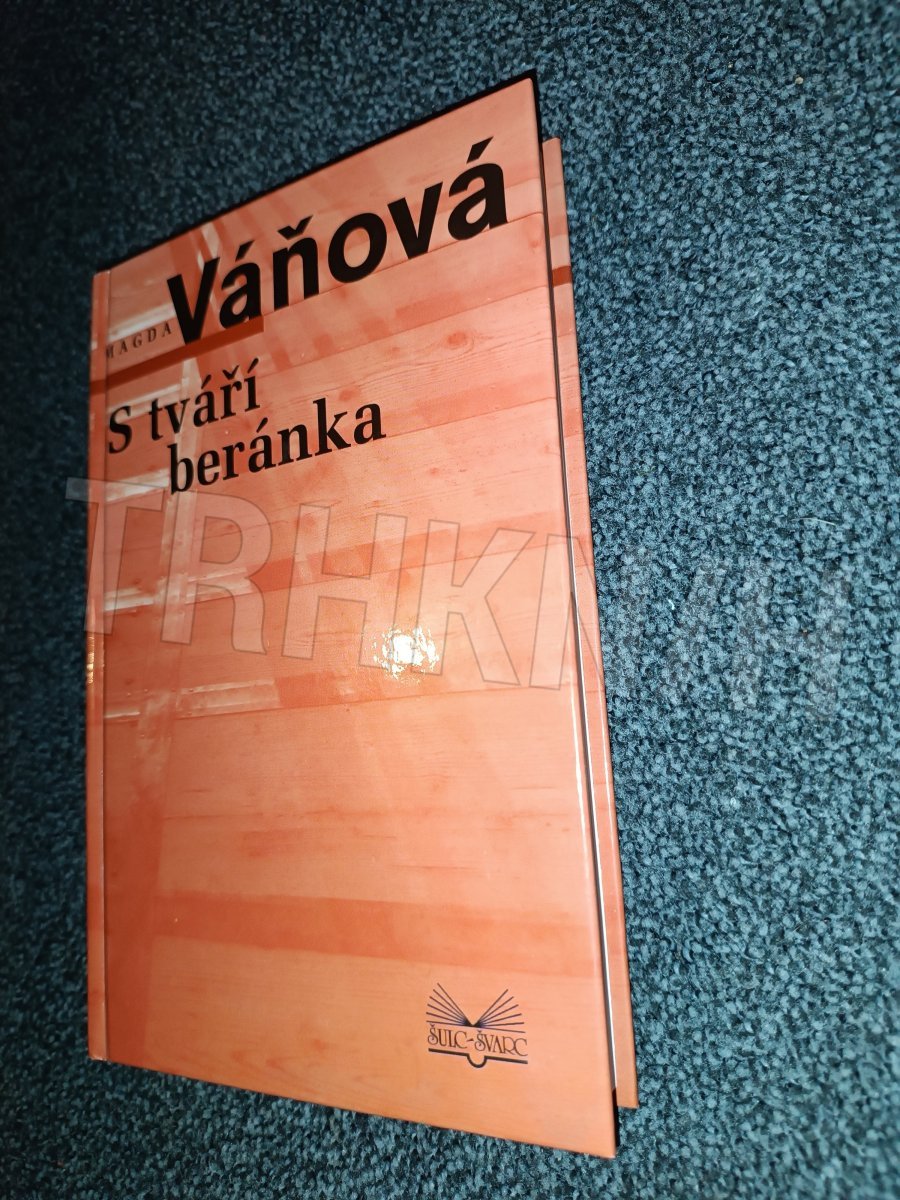 MAGDA Váňová
S tváří
beránka
TRHKNIH
ŠULC-ŠVARC